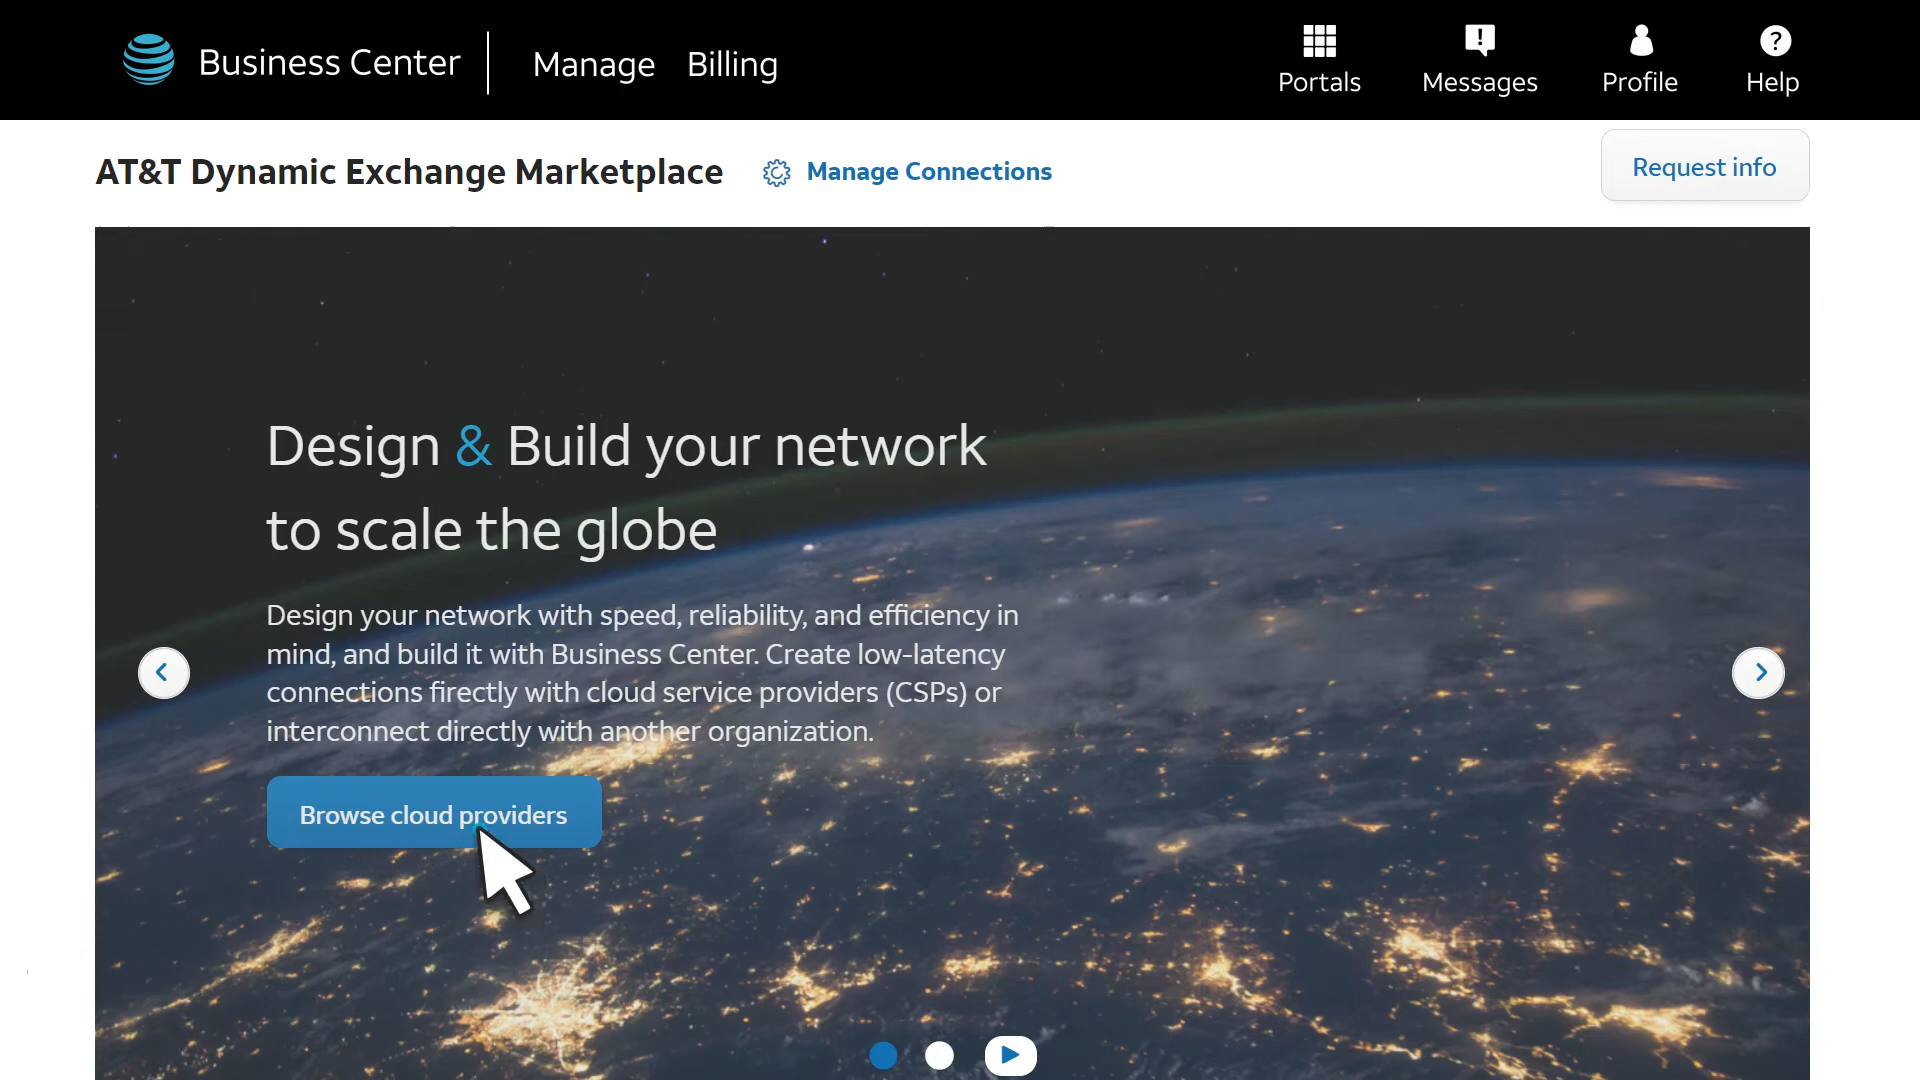 Business Center
Manage Billing
Portals
Messages
Profile
Help
AT&T Dynamic Exchange Marketplace
Manage Connections
Request info
Design & Build your network
to scale the globe
Design your network with speed, reliability, and efficiency in
mind, and build it with Business Center. Create low-latency
connections firectly with cloud service providers (CSPs) or
interconnect directly with another organization.
Browse cloud providers